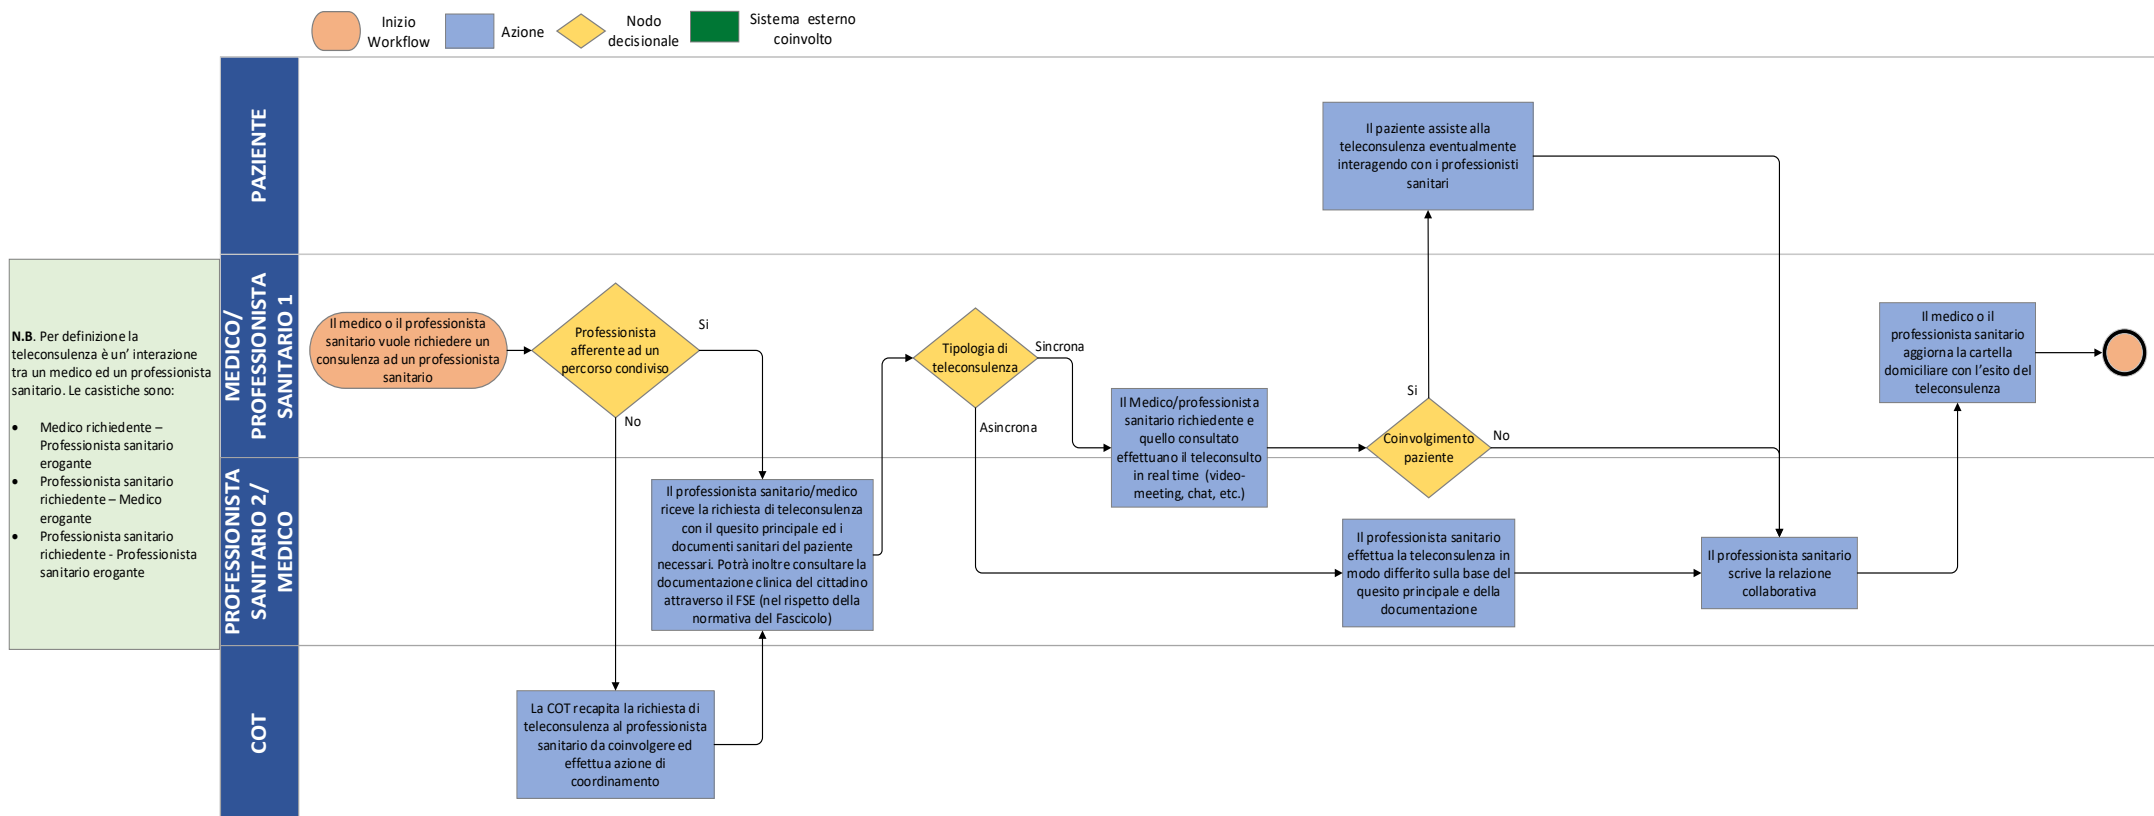 Inizio
Workflow
Azione
Nodo
decisionale
Sistema esterno
coinvolto
PAZIENTE
Il paziente assiste alla
teleconsulenza eventualmente
interagendo con i professionisti
sanitari
N.B. Per definizione la
teleconsulenza è un’ interazione
tra un medico ed un professionista
sanitario. Le casistiche sono:
• Medico richiedente –
Professionista sanitario
erogante
• Professionista sanitario
richiedente – Medico
erogante
• Professionista sanitario
richiedente - Professionista
sanitario erogante
MEDICO/
PROFESSIONISTA
SANITARIO 1
Il medico o il professionista
sanitario vuole richiedere un
consulenza ad un professionista
sanitario
Professionista
afferente ad un
percorso condiviso
Si
No
Tipologia di
teleconsulenza
Sincrona
Asincrona
Il Medico/professionista
sanitario richiedente e
quello consultato
effettuano il teleconsulto
in real time (video-
meeting, chat, etc.)
Si
Coinvolgimento
paziente
No
Il medico o il
professionista sanitario
aggiorna la cartella
domiciliare con l’esito del
teleconsulenza
PROFESSIONISTA
SANITARIO 2/
MEDICO
Il professionista sanitario/medico
riceve la richiesta di teleconsulenza
con il quesito principale ed i
documenti sanitari del paziente
necessari. Potrà inoltre consultare la
documentazione clinica del cittadino
attraverso il FSE (nel rispetto della
normativa del Fascicolo)
Il professionista sanitario
effettua la teleconsulenza in
modo differito sulla base del
quesito principale e della
documentazione
Il professionista sanitario
scrive la relazione
collaborativa
COT
La COT recapita la richiesta di
teleconsulenza al professionista
sanitario da coinvolgere ed
effettua azione di
coordinamento